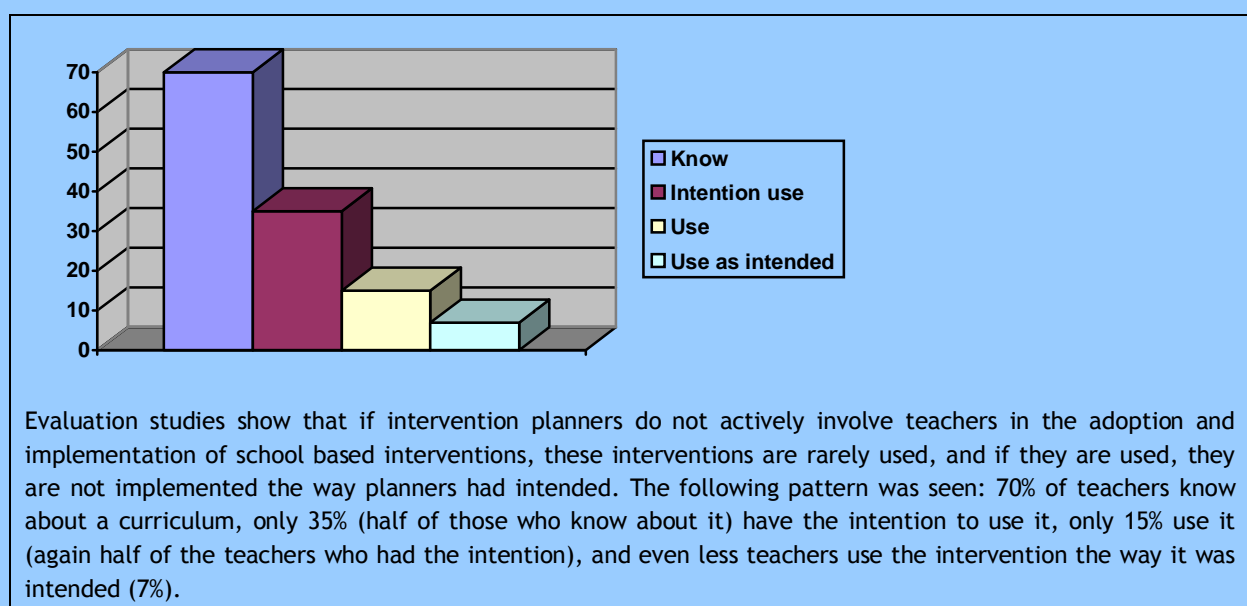 70
60
50
40
30
20
10
0
Know
Intention use
Use
Use as intended
Evaluation studies show that if intervention planners do not actively involve teachers in the adoption and
implementation of school based interventions, these interventions are rarely used, and if they are used, they
are not implemented the way planners had intended. The following pattern was seen: 70% of teachers know
about a curriculum, only 35% (half of those who know about it) have the intention to use it, only 15% use it
(again half of the teachers who had the intention), and even less teachers use the intervention the way it was
intended (7%).